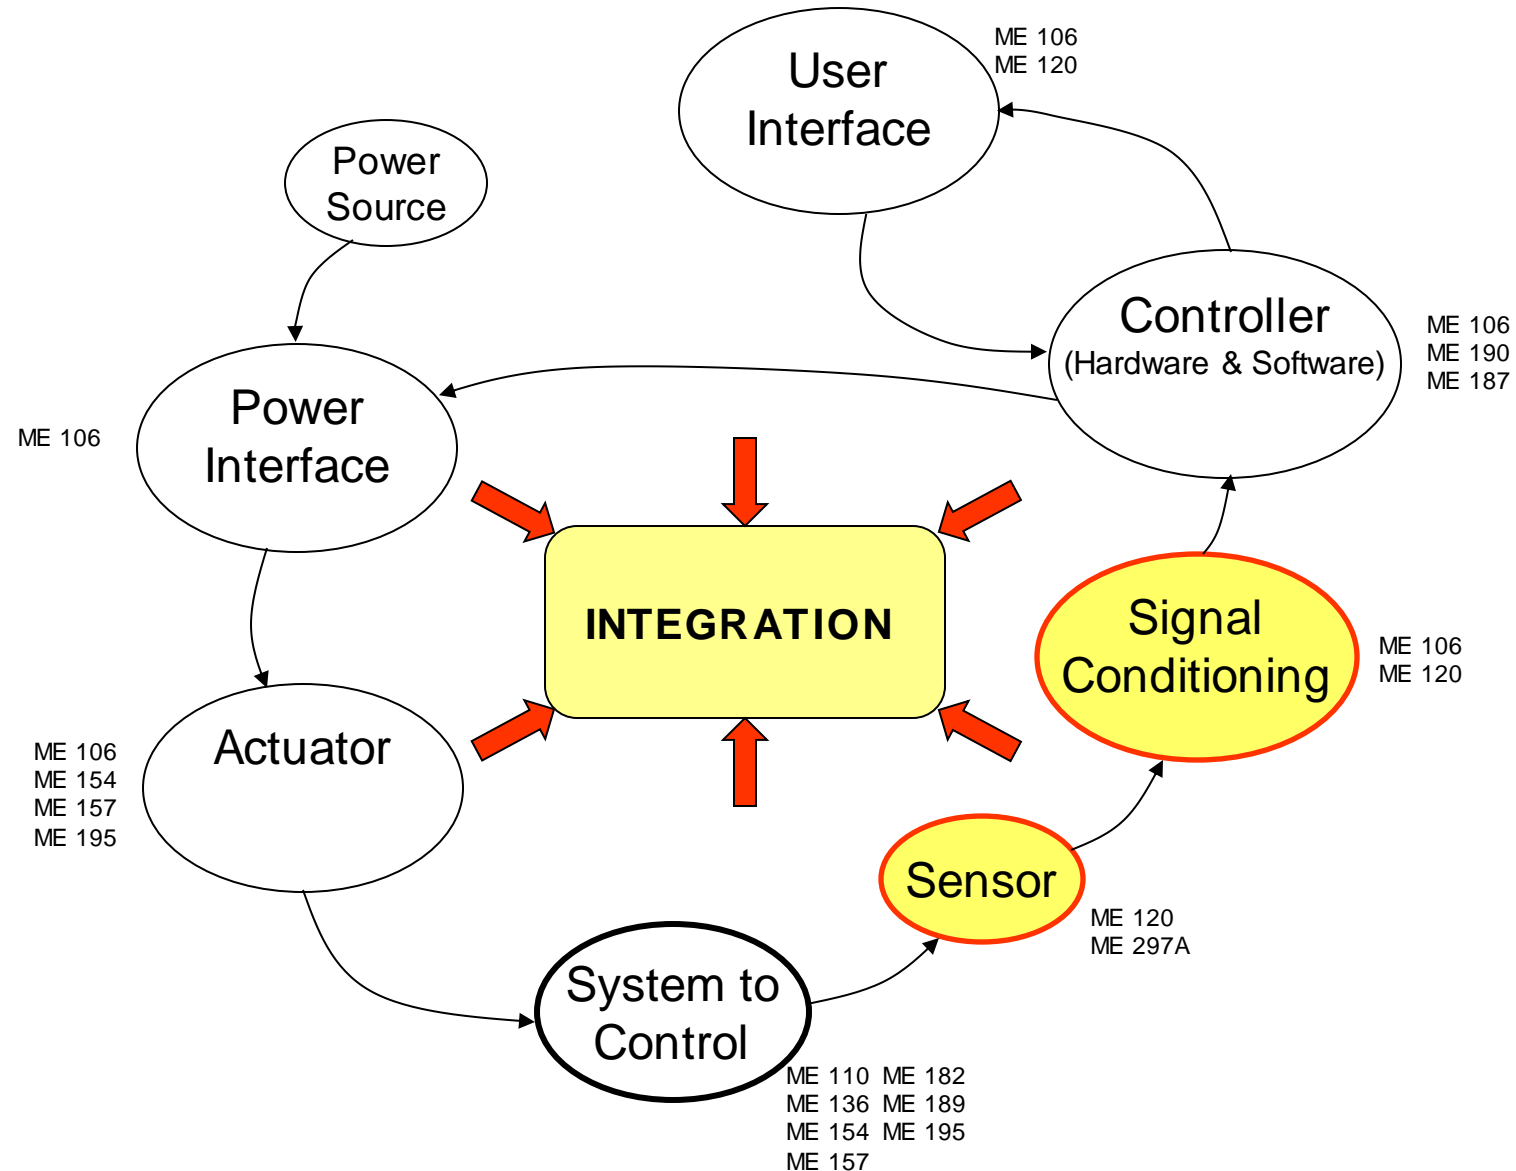 User
Interface
ME 106
ME 120
Power
Source
Controller
(Hardware & Software)
ME 106
ME 190
ME 187
Power
Interface
ME 106
INTEGRATION
Signal
Conditioning
ME 106
ME 120
Actuator
ME 106
ME 154
ME 157
ME 195
Sensor
ME 120
ME 297A
System to
Control
ME 110 ME 182
ME 136 ME 189
ME 154 ME 195
ME 157